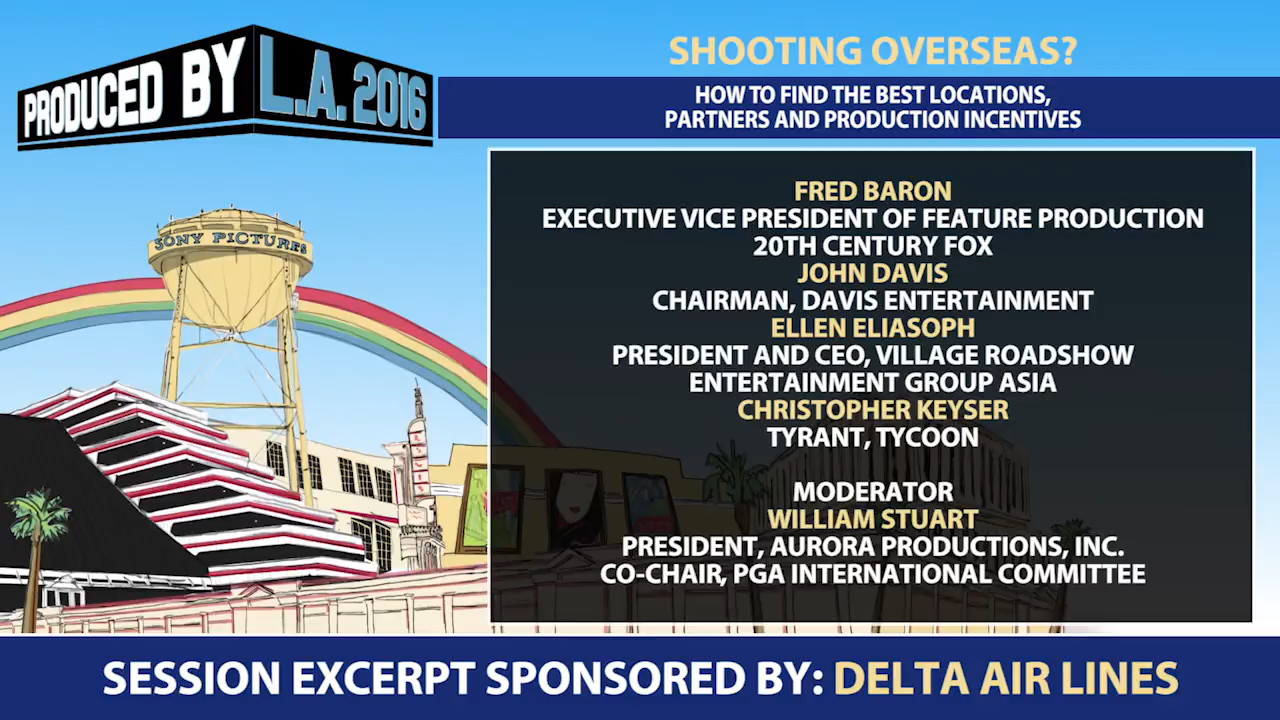 PRODUCED BY L.A. 2016
SHOOTING OVERSEAS?
HOW TO FIND THE BEST LOCATIONS,
PARTNERS AND PRODUCTION INCENTIVES
SONY PICTURES
FRED BARON
EXECUTIVE VICE PRESIDENT OF FEATURE PRODUCTION
20TH CENTURY FOX
JOHN DAVIS
CHAIRMAN, DAVIS ENTERTAINMENT
ELLEN ELIASOPH
PRESIDENT AND CEO, VILLAGE ROADSHOW
ENTERTAINMENT GROUP ASIA
CHRISTOPHER KEYSER
TYRANT, TYCOON
MODERATOR
WILLIAM STUART
PRESIDENT, AURORA PRODUCTIONS, INC.
CO-CHAIR, PGA INTERNATIONAL COMMITTEE
SESSION EXCERPT SPONSORED BY: DELTA AIR LINES